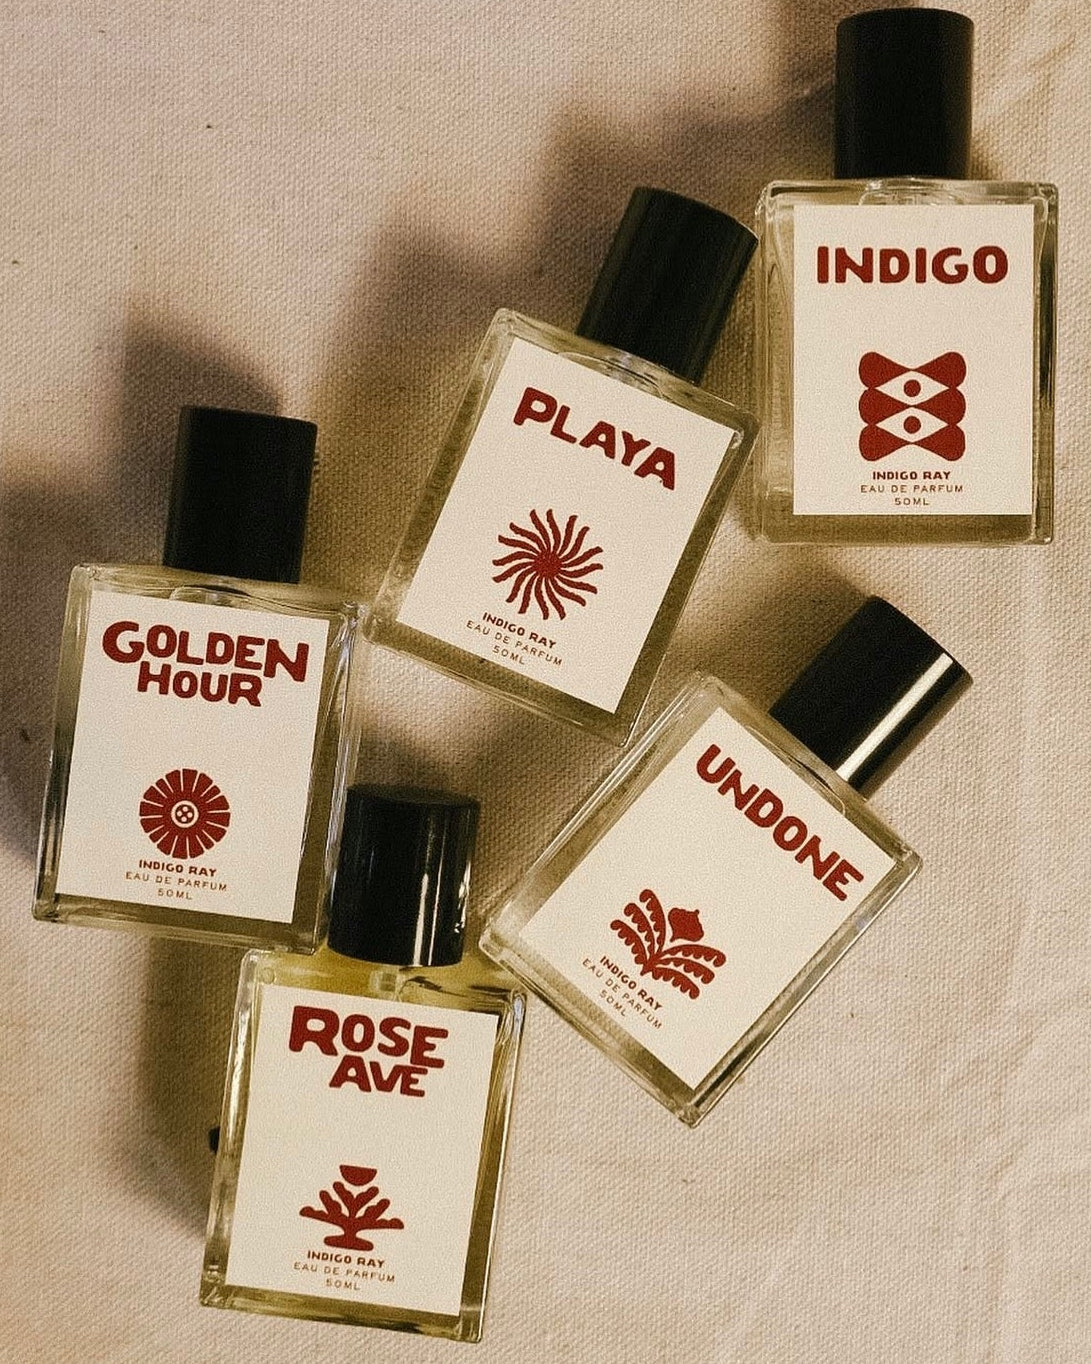 INDIGO
INDIGO RAY
EAU DE PARFUM
50ML
PLAYA
INDIGO RAY
EAU DE PARFUM
50ML
GOLDEN
HOUR
INDIGO RAY
EAU DE PARFUM
50ML
UNDONE
INDIGO RAY
EAU DE PARFUM
50ML
ROSE
AVE
INDIGO RAY
EAU DE PARFUM
50ML